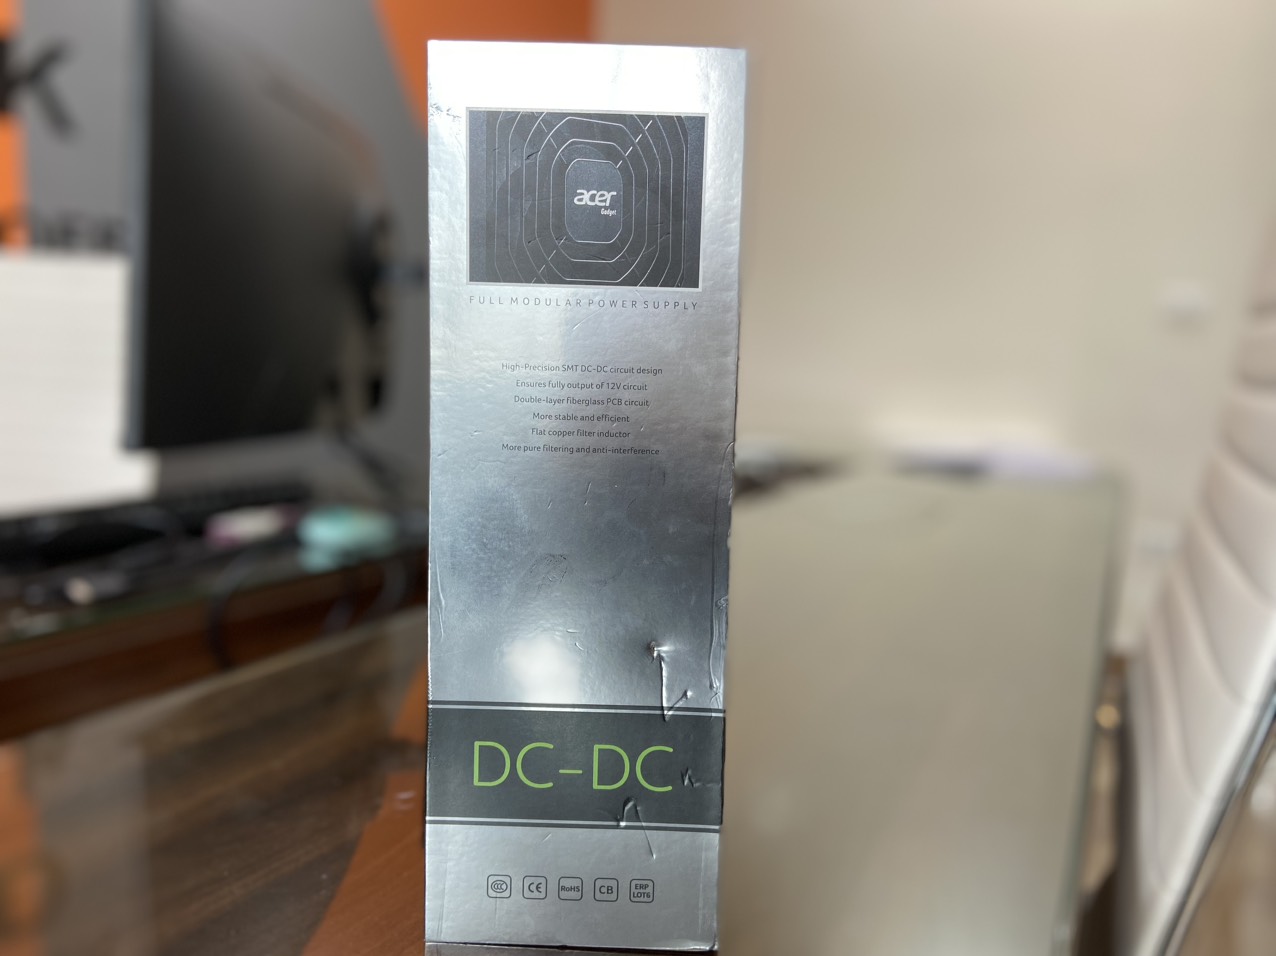 acer
Gadget
FULL MODULAR POWER SUPPLY
High-Precision SMT DC-DC circuit design
Ensures fully output of 12V circuit
Double-layer fiberglass PCB circuit
More stable and efficient
Flat copper filter inductor
More pure filtering and anti-interference
DC-DC
CCC
CE
RoHS
CB
ERP
LOT6